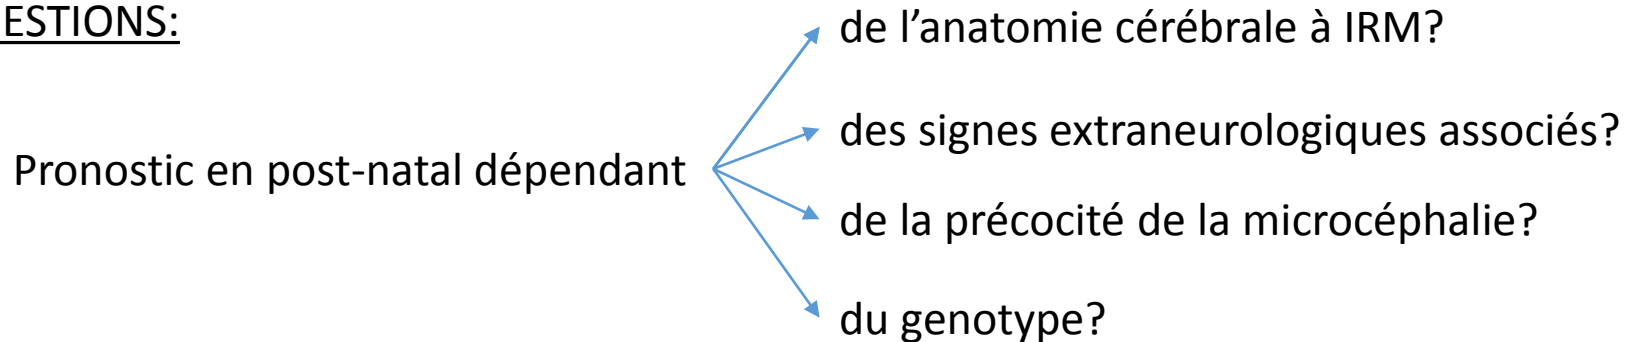 ESTIONS:
de l’anatomie cérébrale à IRM?
des signes extraneurologiques associés?
Pronostic en post-natal dépendant
de la précocité de la microcéphalie?
du genotype?